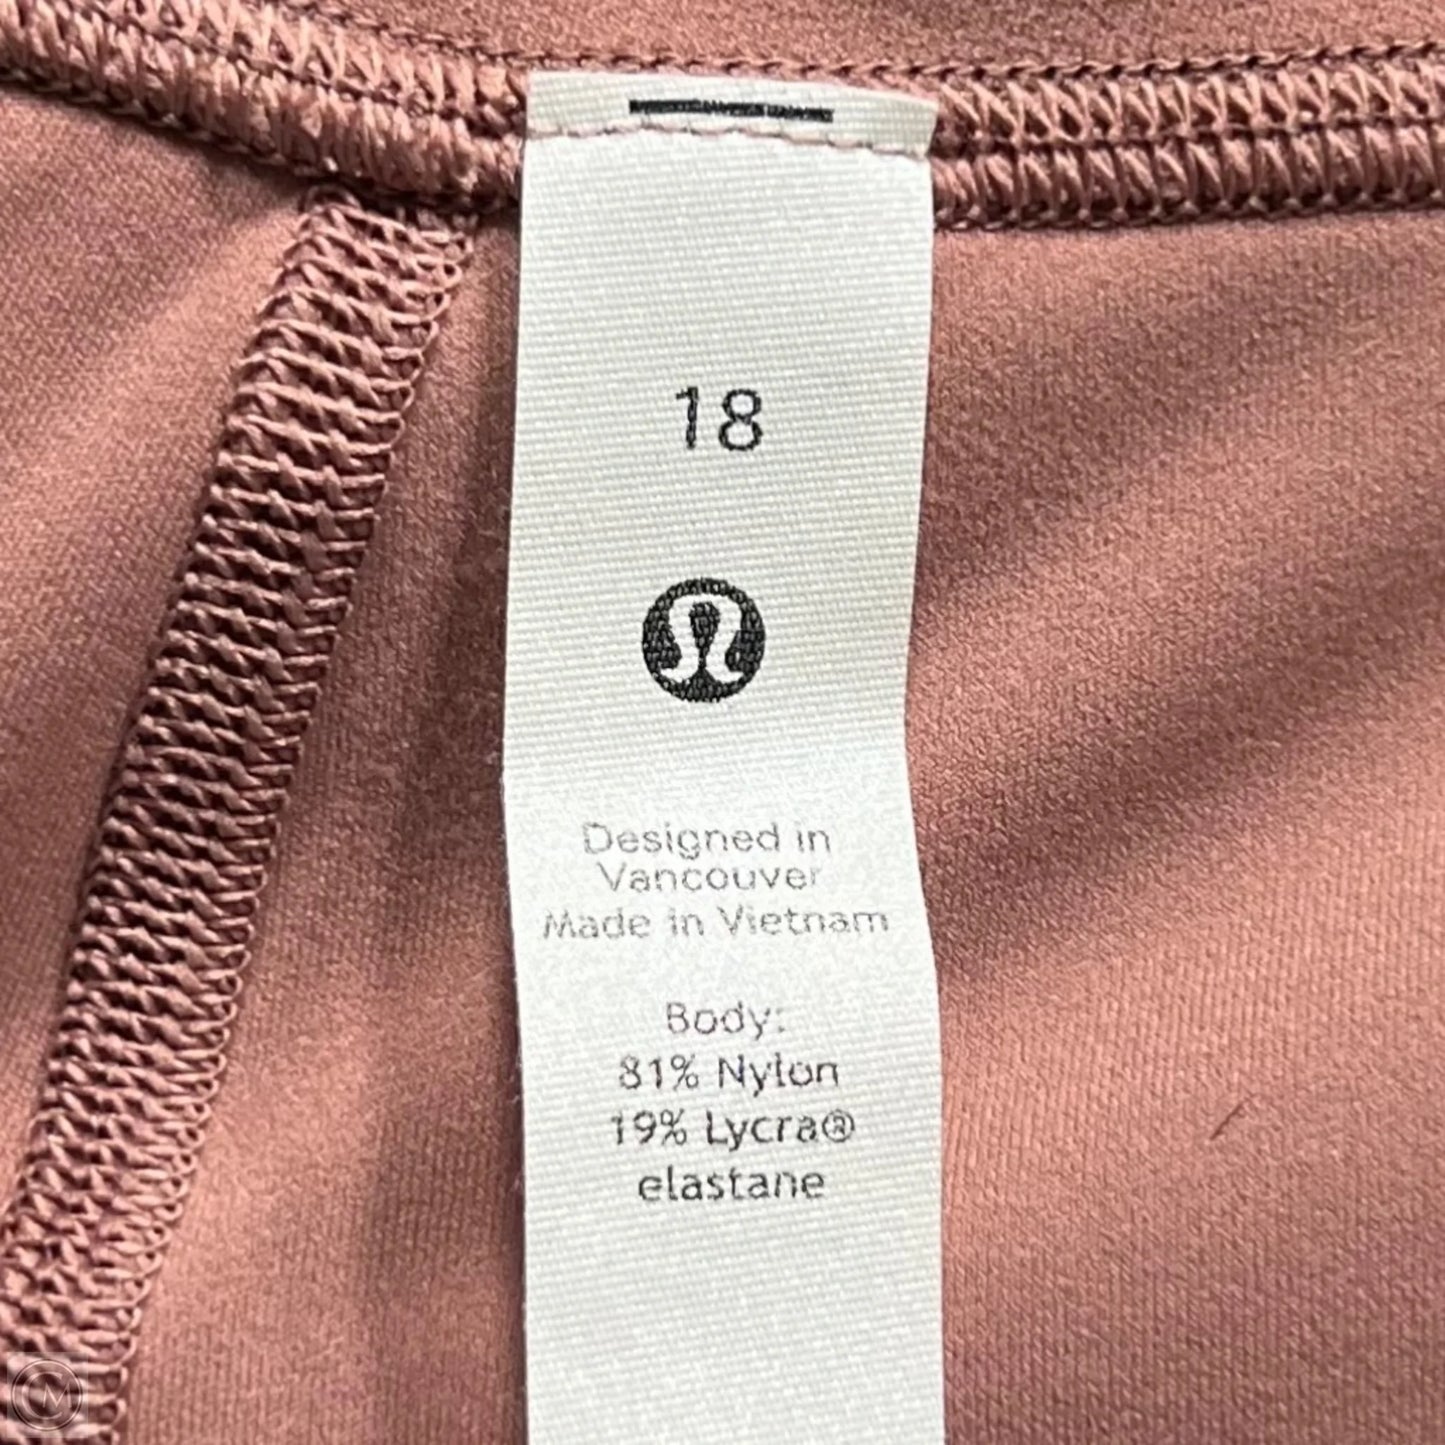 18
Designed in
Vancouver
Made in Vietnam
Body:
81% Nylon
19% Lycra®
elastane